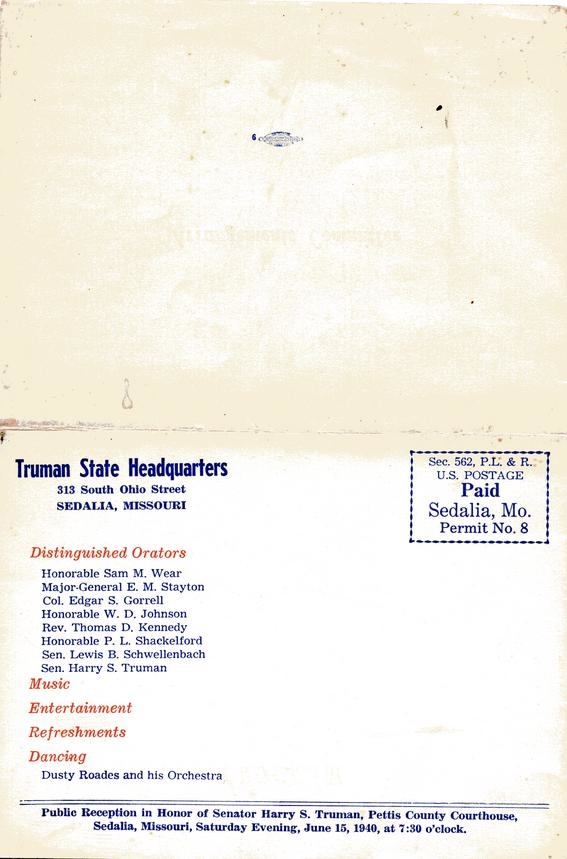 6
Truman State Headquarters
313 South Ohio Street
SEDALIA, MISSOURI
Sec. 562, P.L. & R.
U.S. POSTAGE
Paid
Sedalia, Mo.
Permit No. 8
Distinguished Orators
Honorable Sam M. Wear
Major-General E. M. Stayton
Col. Edgar S. Gorrell
Honorable W. D. Johnson
Rev. Thomas D. Kennedy
Honorable P. L. Shackelford
Sen. Lewis B. Schwellenbach
Sen. Harry S. Truman
Music
Entertainment
Refreshments
Dancing
Dusty Roades and his Orchestra
Public Reception in Honor of Senator Harry S. Truman, Pettis County Courthouse,
Sedalia, Missouri, Saturday Evening, June 15, 1940, at 7:30 o'clock.